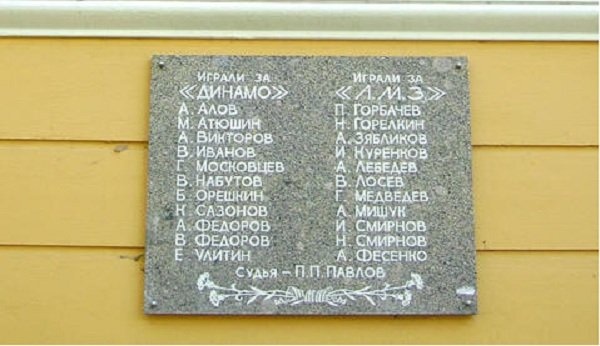 ИГРАЛИ ЗА
«ДИНАМО»
А. АЛОВ
М. АТЮШИН
А. ВИКТОРОВ
В. ИВАНОВ
Г. МОСКОВЦЕВ
В. НАБУТОВ
Б. ОРЕШКИН
К. САЗОНОВ
А. ФЕДОРОВ
В. ФЕДОРОВ
Е. УЛИТИН
ИГРАЛИ ЗА
«Л.М.З.»
П. ГОРБАЧЕВ
Н. ГОРЕЛКИН
А. ЗЯБЛИКОВ
И. КУРЕНКОВ
А. ЛЕБЕДЕВ
В. ЛОСЕВ
Г. МЕДВЕДЕВ
А. МИШУК
И. СМИРНОВ
Н. СМИРНОВ
А. ФЕСЕНКО
СУДЬЯ – П.П. ПАВЛОВ